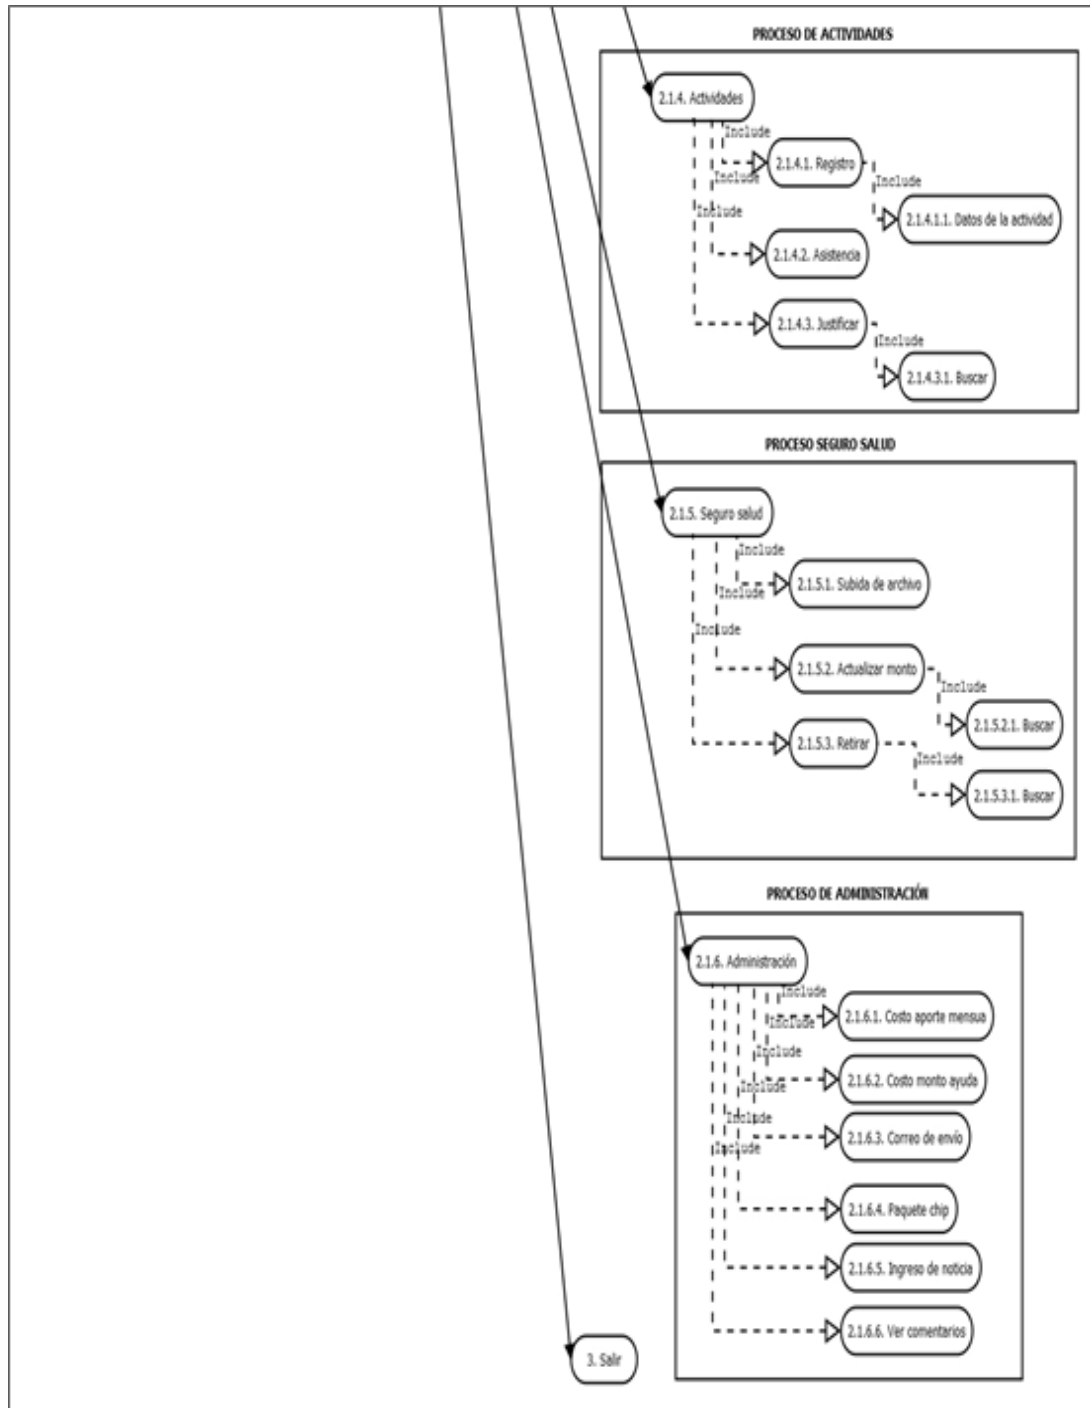 PROCESO DE ACTIVIDADES
2.1.4. Actividades
Include
2.1.4.1. Registro
Include
Include
2.1.4.1.1. Datos de la actividad
Include
2.1.4.2. Asistencia
2.1.4.3. Justificar
Include
2.1.4.3.1. Buscar
PROCESO SEGURO SALUD
2.1.5. Seguro salud
Include
2.1.5.1. Subida de archivo
Include
Include
2.1.5.2. Actualizar monto
Include
2.1.5.2.1. Buscar
2.1.5.3. Retirar
Include
2.1.5.3.1. Buscar
PROCESO DE ADMINISTRACIÓN
2.1.6. Administración
Include
2.1.6.1. Costo aporte mensua
Include
Include
2.1.6.2. Costo monto ayuda
Include
Include
2.1.6.3. Correo de envío
Include
2.1.6.4. Paquete chip
2.1.6.5. Ingreso de noticia
2.1.6.6. Ver comentarios
3. Salir